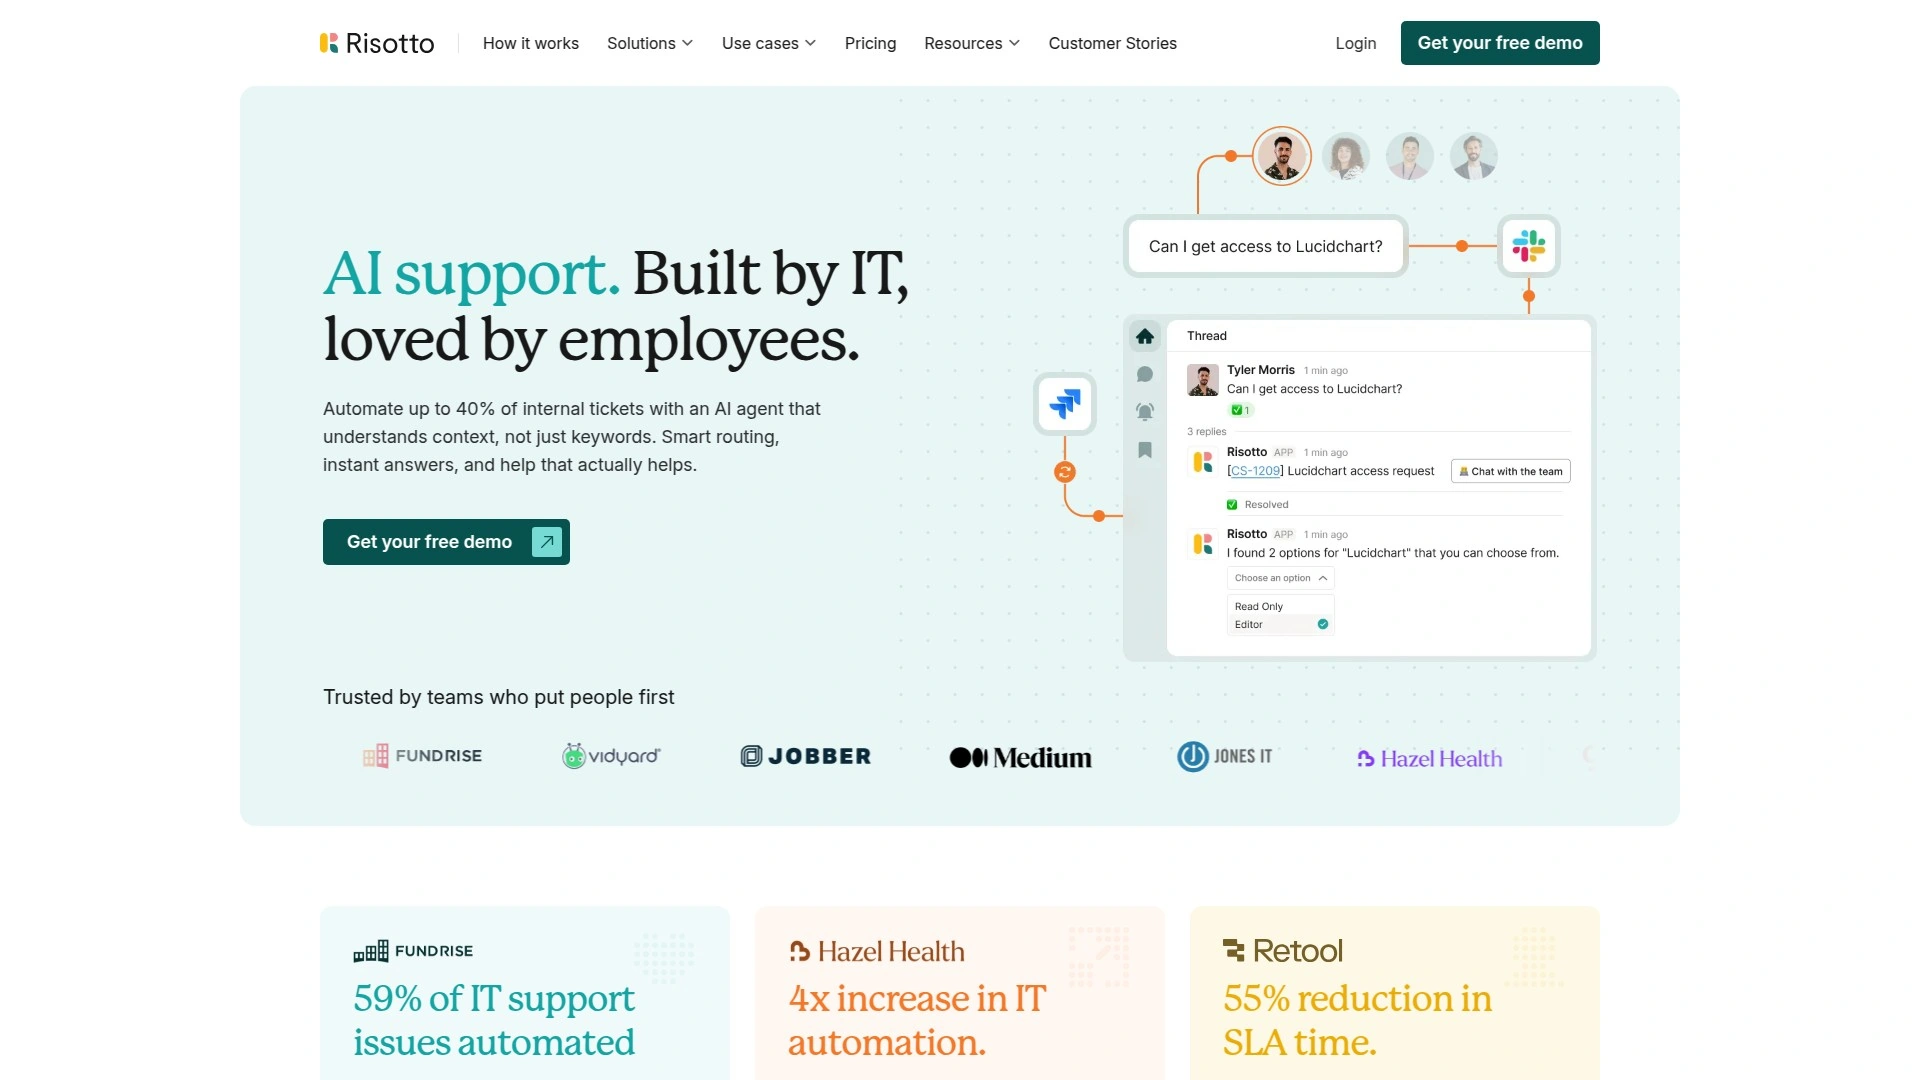 Risotto
How it works
Solutions
Use cases
Pricing
Resources
Customer Stories
Login
Get your free demo
AI support. Built by IT,
loved by employees.
Automate up to 40% of internal tickets with an AI agent that
understands context, not just keywords. Smart routing,
instant answers, and help that actually helps.
Get your free demo
Can I get access to Lucidchart?
Thread
Tyler Morris 1 min ago
Can I get access to Lucidchart?
1
3 replies
Risotto APP 1 min ago
[CS-1209] Lucidchart access request
Chat with the team
Resolved
Risotto APP 1 min ago
I found 2 options for "Lucidchart" that you can choose from.
Choose an option
Read Only
Editor
Trusted by teams who put people first
FUNDRISE
vidyard
JOBBER
Medium
JONES IT
Hazel Health
FUNDRISE
59% of IT support
issues automated
Hazel Health
4x increase in IT
automation.
Retool
55% reduction in
SLA time.